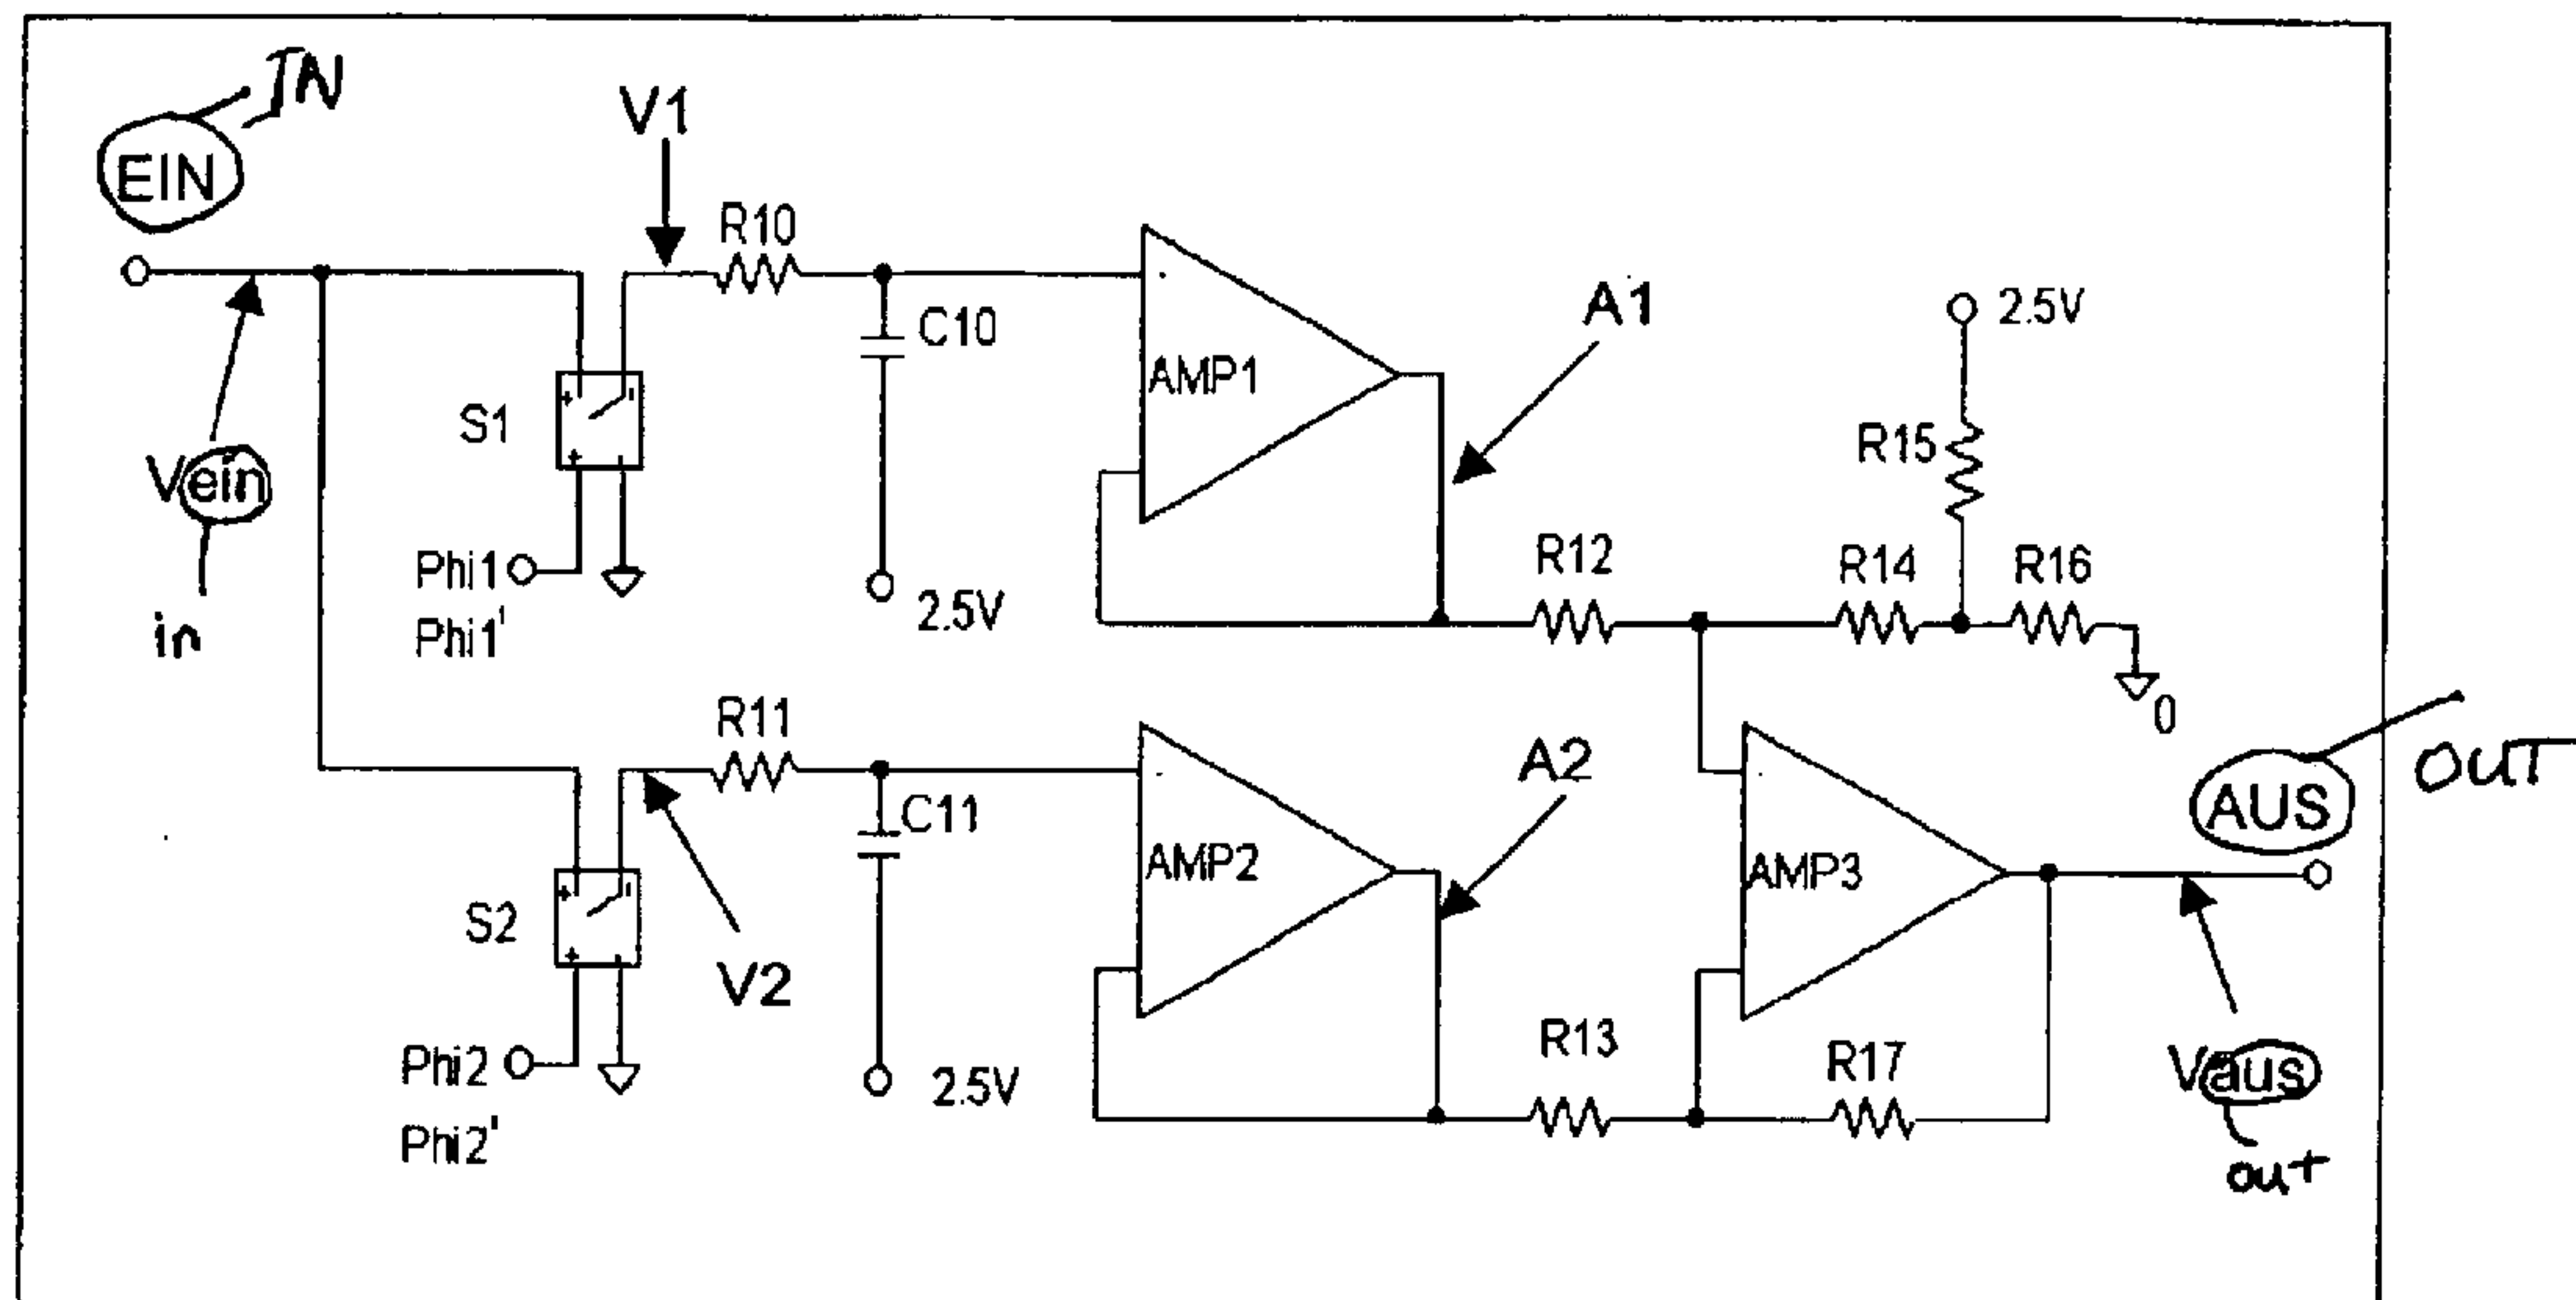 IN
EIN
V1
R10
C10
AMP1
A1
2.5V
R15
S1
Vein
in
Phi1
Phi1'
2.5V
R12
R14
R16
0
R11
C11
AMP2
A2
AMP3
AUS
OUT
S2
V2
R13
R17
Vaus
out
Phi2
Phi2'
2.5V